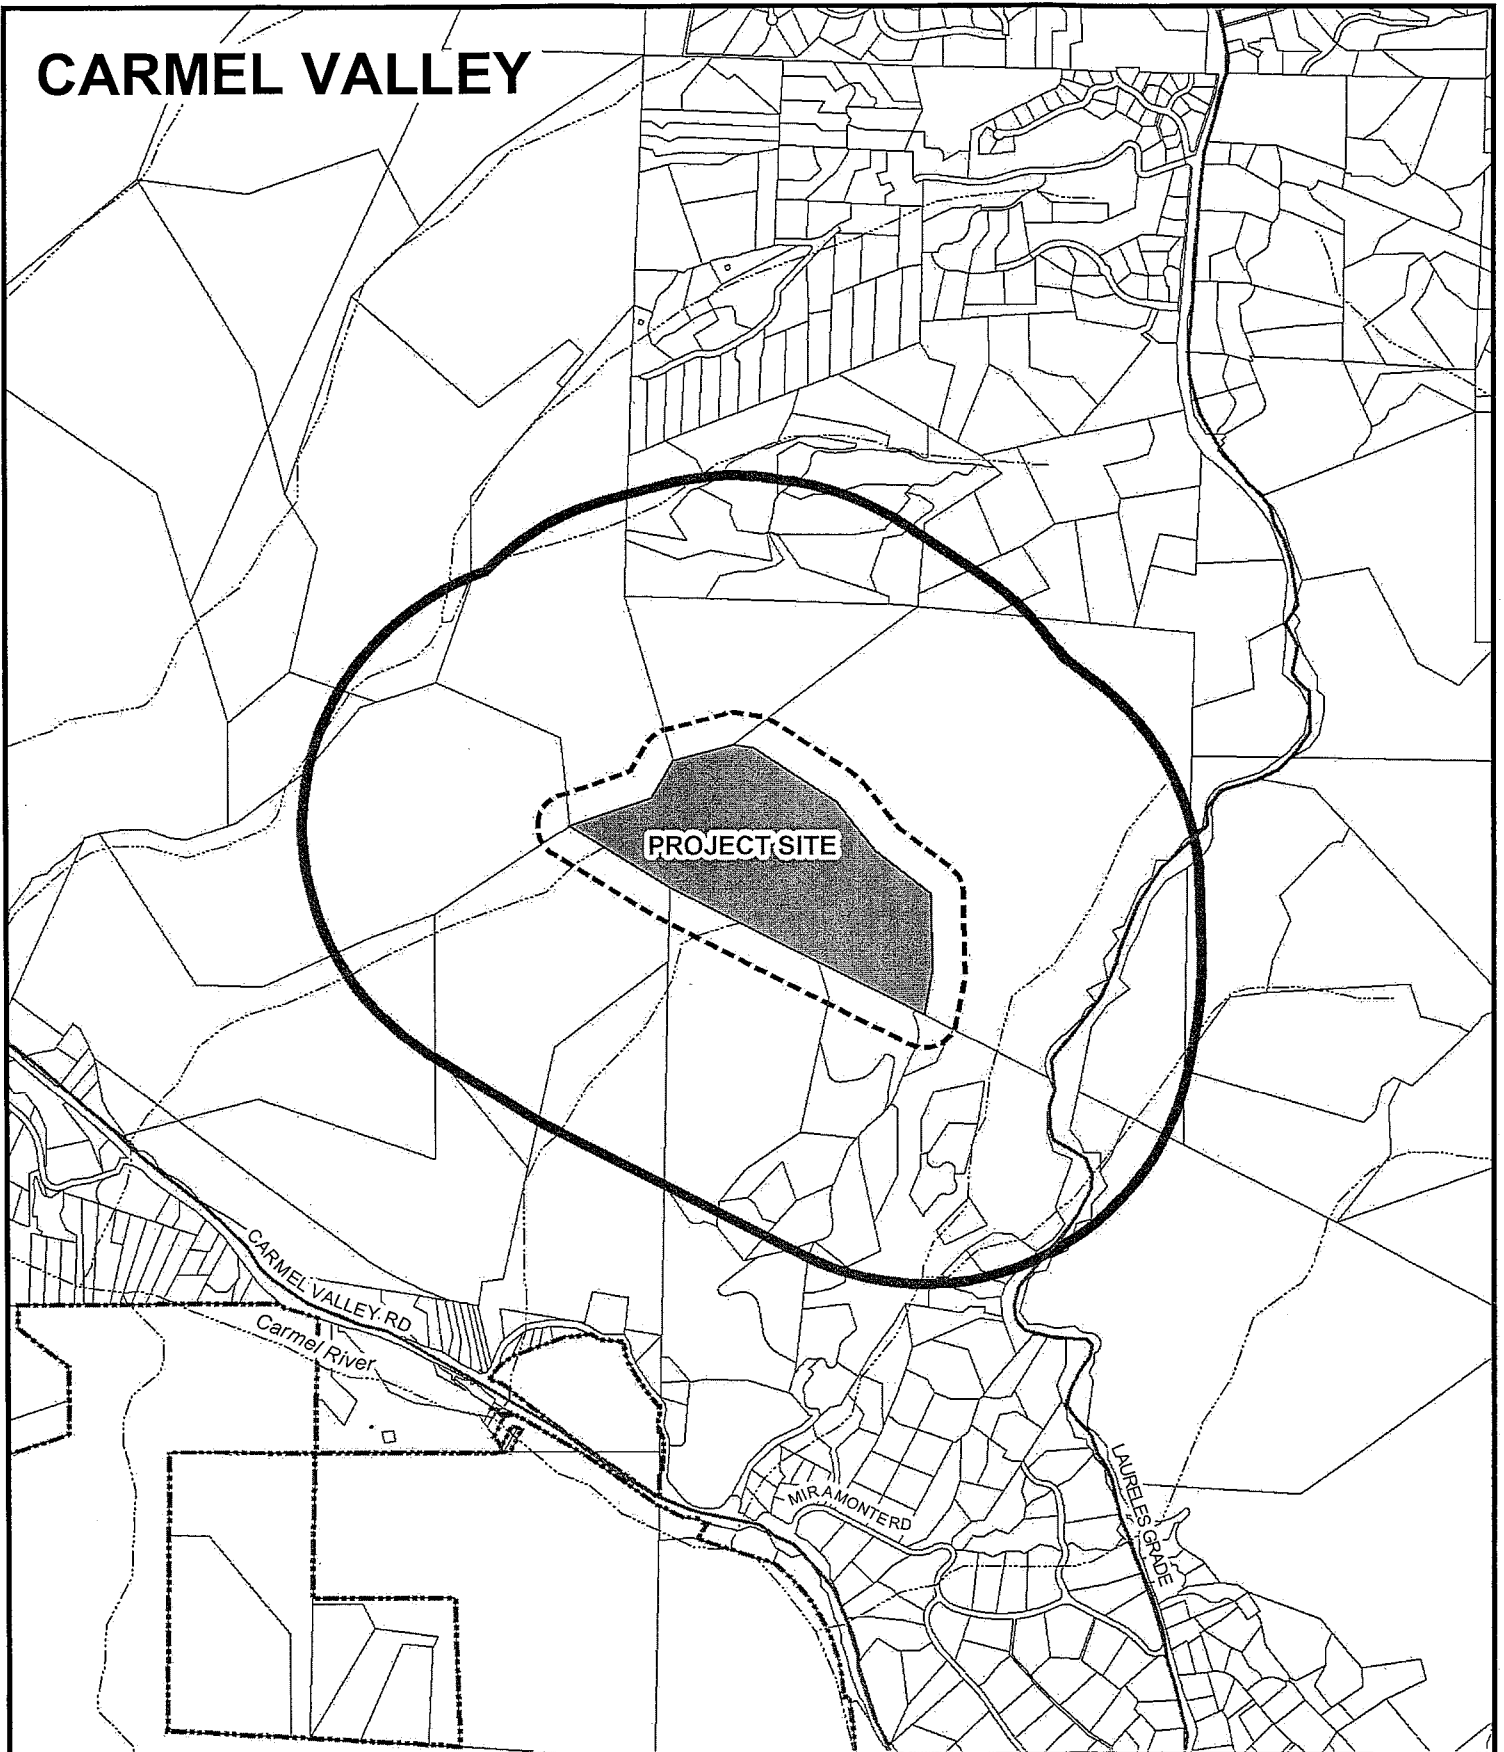 CARMEL VALLEY
PROJECT SITE
CARMEL VALLEY RD
Carmel River
MIRAMONTE RD
LAURELES GRADE